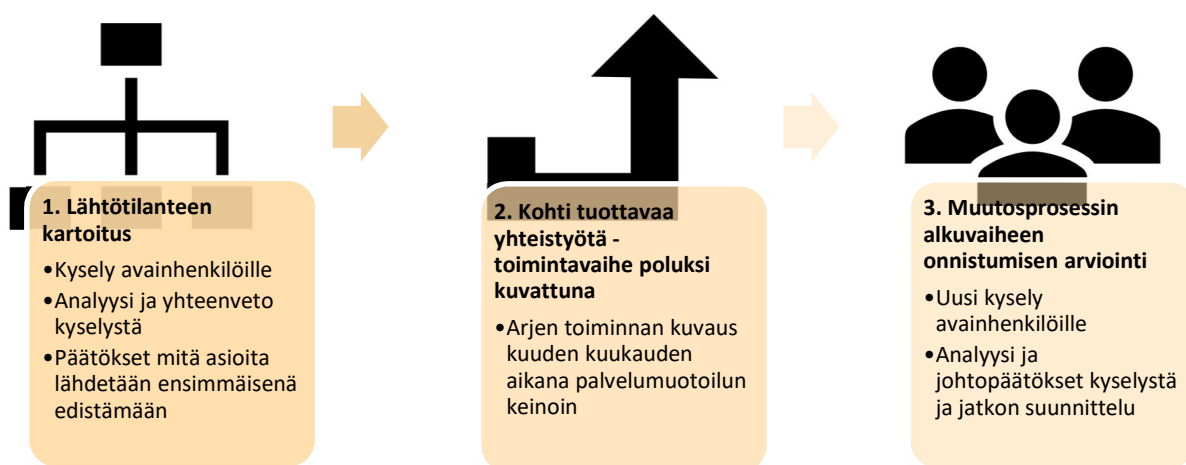 1. Lähtötilanteen
kartoitus
•Kysely avainhenkilöille
•Analyysi ja yhteenveto
kyselystä
•Päätökset mitä asioita
lähdetään ensimmäisenä
edistämään
2. Kohti tuottavaa
yhteistyötä -
toimintavaihe poluksi
kuvattuna
•Arjen toiminnan kuvaus
kuuden kuukauden
aikana palvelumuotoilun
keinoin
3. Muutosprosessin
alkuvaiheen
onnistumisen arviointi
•Uusi kysely
avainhenkilöille
•Analyysi ja
johtopäätökset kyselystä
ja jatkon suunnittelu